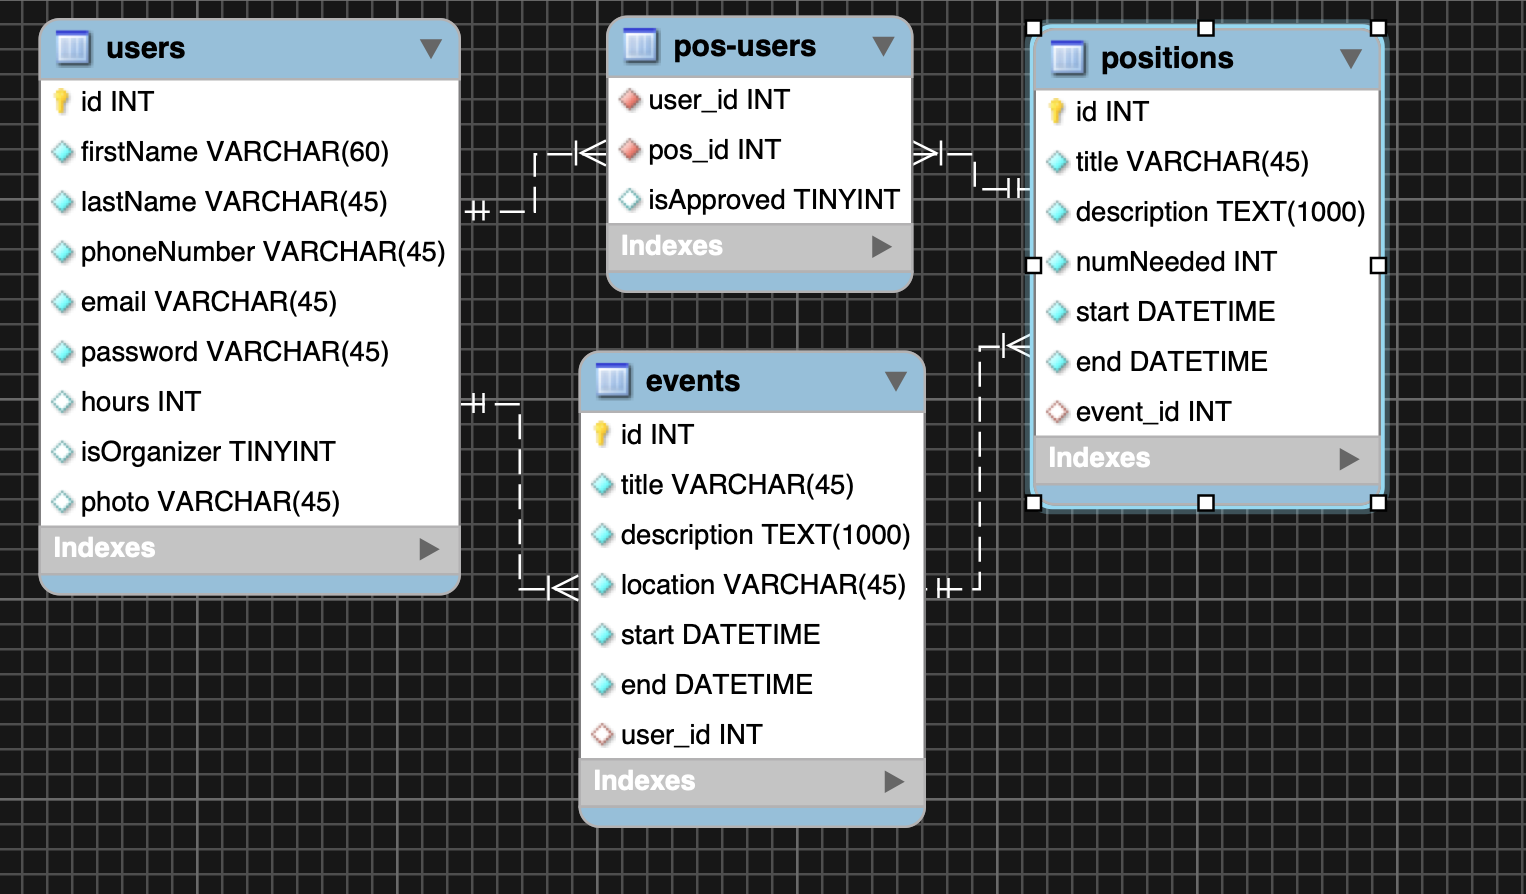 users
id INT
firstName VARCHAR(60)
lastName VARCHAR(45)
phoneNumber VARCHAR(45)
email VARCHAR(45)
password VARCHAR(45)
hours INT
isOrganizer TINYINT
photo VARCHAR(45)
Indexes
pos-users
user_id INT
pos_id INT
isApproved TINYINT
Indexes
events
id INT
title VARCHAR(45)
description TEXT(1000)
location VARCHAR(45)
start DATETIME
end DATETIME
user_id INT
Indexes
positions
id INT
title VARCHAR(45)
description TEXT(1000)
numNeeded INT
start DATETIME
end DATETIME
event_id INT
Indexes